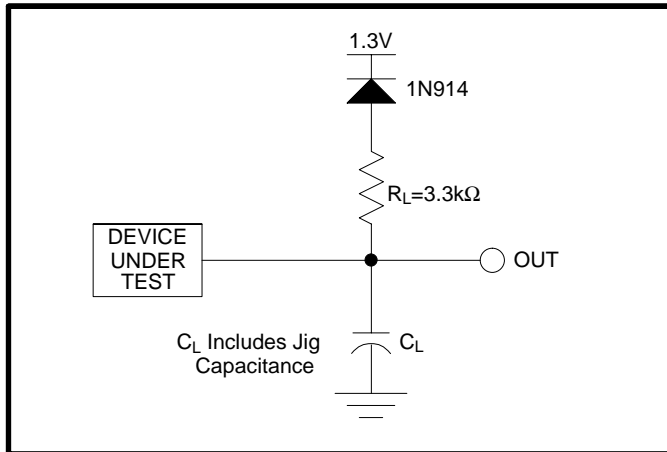 1.3V
1N914
RL=3.3kΩ
DEVICE
UNDER
TEST
OUT
CL Includes Jig
Capacitance
CL